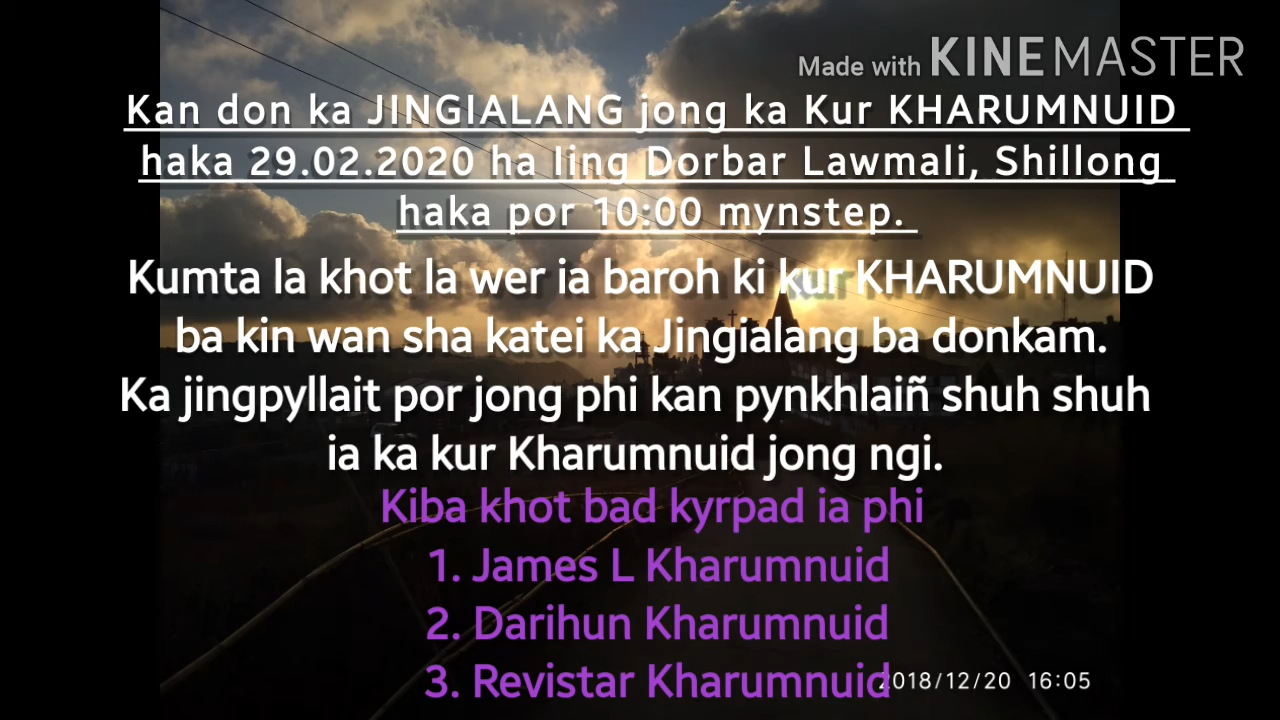 Made with KINEMASTER
Kan don ka JINGIALANG jong ka Kur KHARUMNUID
haka 29.02.2020 ha Iing Dorbar Lawmali, Shillong
haka por 10:00 mynstep.
Kumta la khot la wer ia baroh ki kur KHARUMNUID
ba kin wan sha katei ka Jingialang ba donkam.
Ka jingpyllait por jong phi kan pynkhlaiñ shuh shuh
ia ka kur Kharumnuid jong ngi.
Kiba khot bad kyrpad ia phi
1. James L Kharumnuid
2. Darihun Kharumnuid
3. Revistar Kharumnuid
2018/12/20 16:05